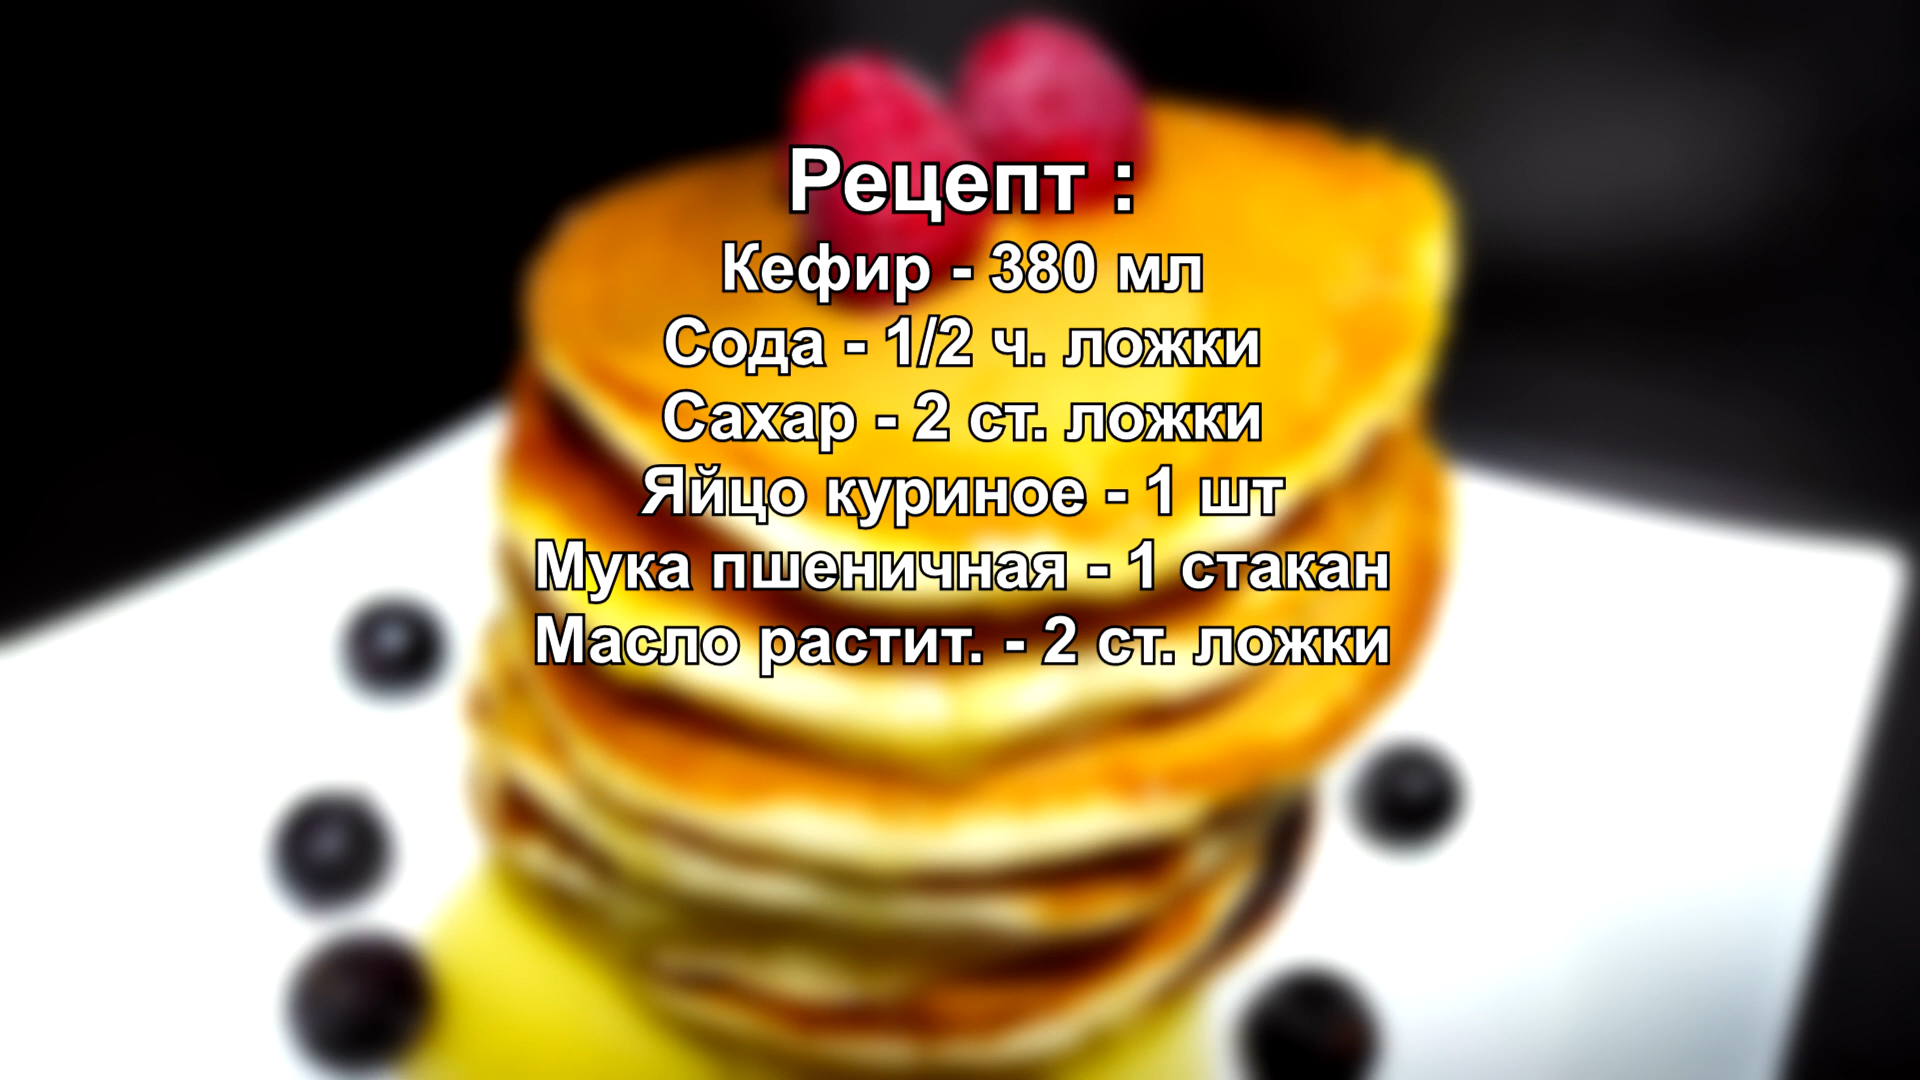 Рецепт :
Кефир - 380 мл
Сода - 1/2 ч. ложки
Сахар - 2 ст. ложки
Яйцо куриное - 1 шт
Мука пшеничная - 1 стакан
Масло растит. - 2 ст. ложки